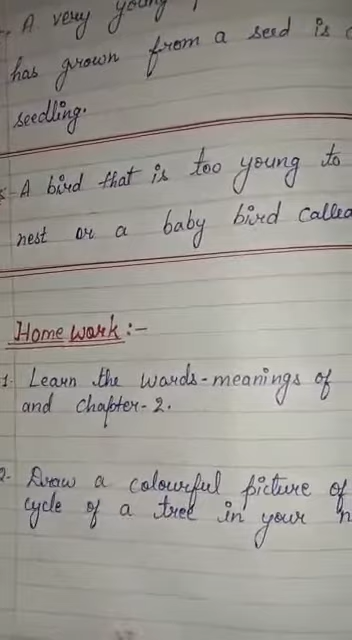 A very young
has grown from a seed is
seedling.
A bird that is too young to
nest or a baby bird called
Home work :-
1. Learn the words-meanings of
and chapter-2.
2- Draw a colourful picture of
cycle of a tree in your